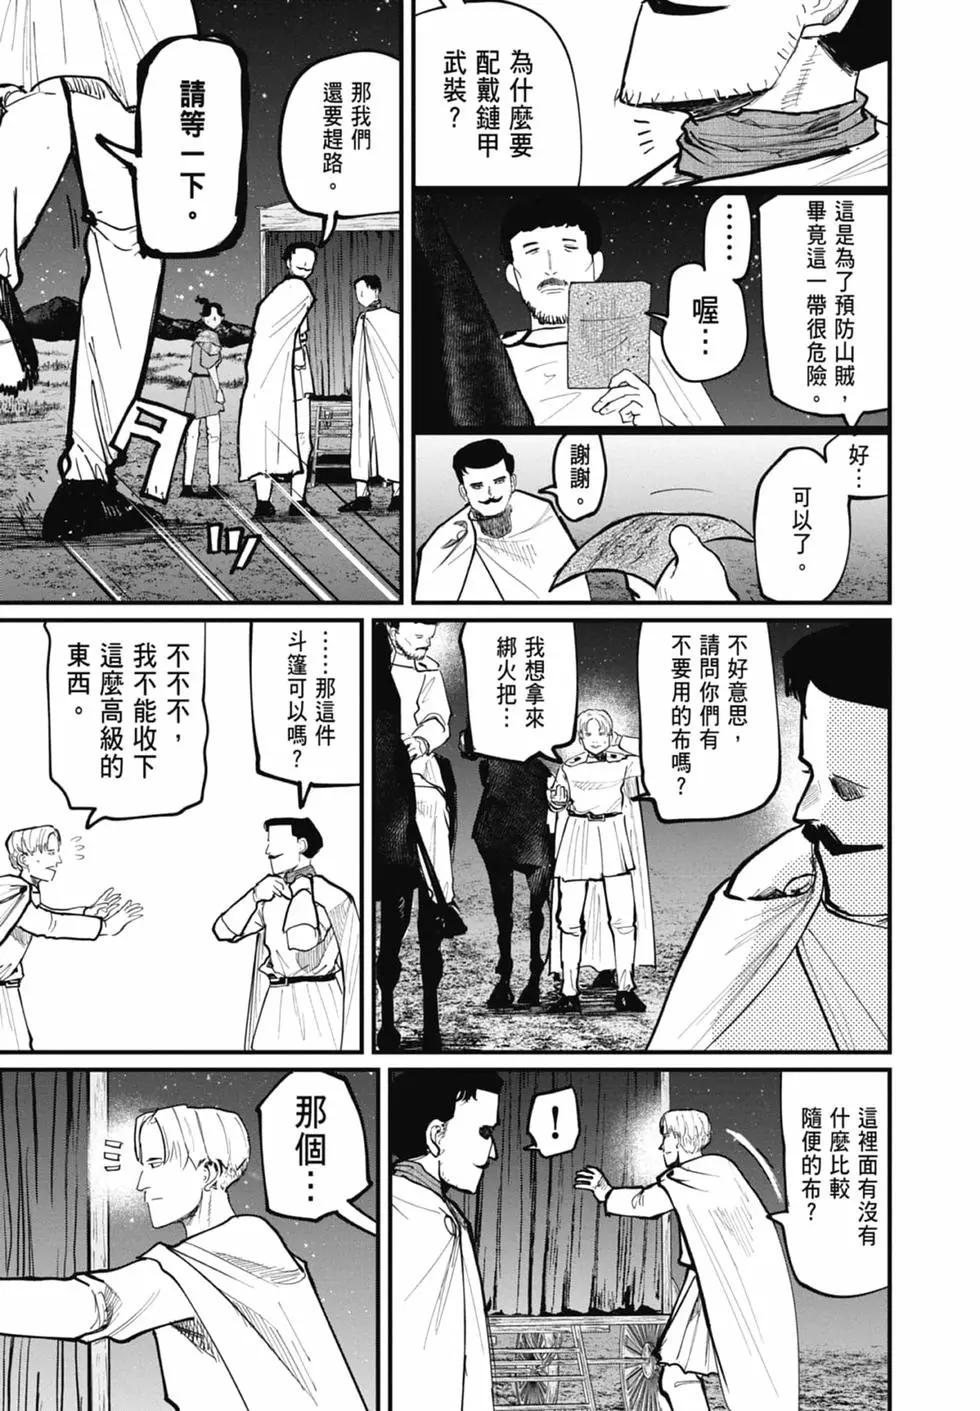 為什麼要
配戴鏈甲
武裝？
這是為了預防山賊，
畢竟這一帶很危險。
……
喔…
好…
可以了。
謝謝。
那我們
還要趕路。
請等一下。
不好意思，
請問你們有
不要用的布嗎？
我想拿來
綁火把…
……那這件
斗篷可以嗎？
不不不，
我不能收下
這麼高級的
東西。
這裡面有沒有
什麼比較
隨便的布？
！
那個…